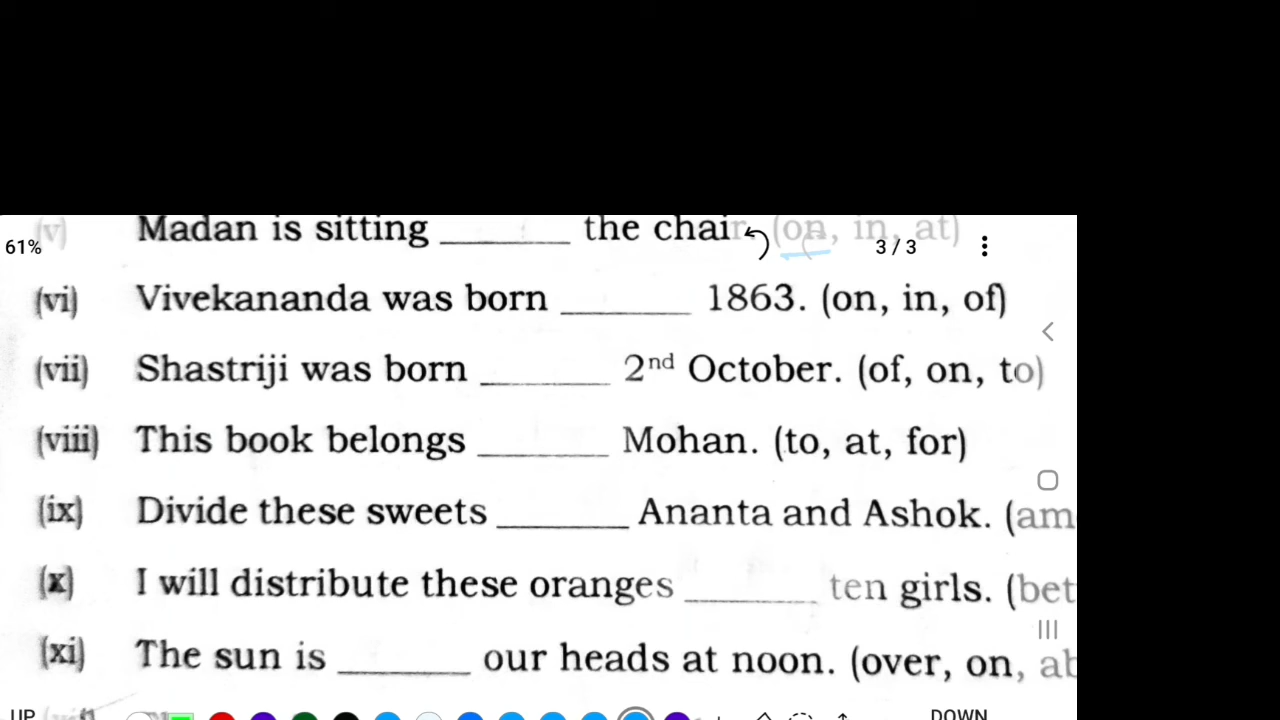 (v) Madan is sitting ______ the chair. (on, in, at)
61% 3 / 3
(vi) Vivekananda was born ______ 1863. (on, in, of)
(vii) Shastriji was born ______ 2nd October. (of, on, to)
(viii) This book belongs ______ Mohan. (to, at, for)
(ix) Divide these sweets ______ Ananta and Ashok. (am
(x) I will distribute these oranges ______ ten girls. (bet
(xi) The sun is ______ our heads at noon. (over, on, ab
UP DOWN